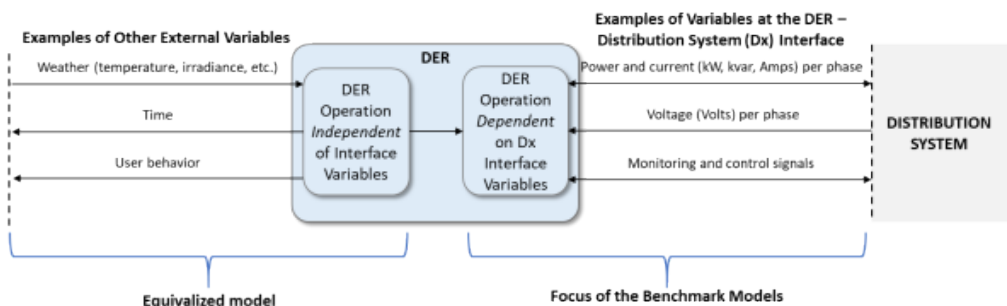 Examples of Other External Variables
Weather (temperature, irradiance, etc.)
Time
User behavior
DER
DER
Operation
Independent
of Interface
Variables
DER
Operation
Dependent
on Dx
Interface
Variables
Examples of Variables at the DER –
Distribution System (Dx) Interface
Power and current (kW, kvar, Amps) per phase
Voltage (Volts) per phase
Monitoring and control signals
DISTRIBUTION
SYSTEM
Equivalized model
Focus of the Benchmark Models